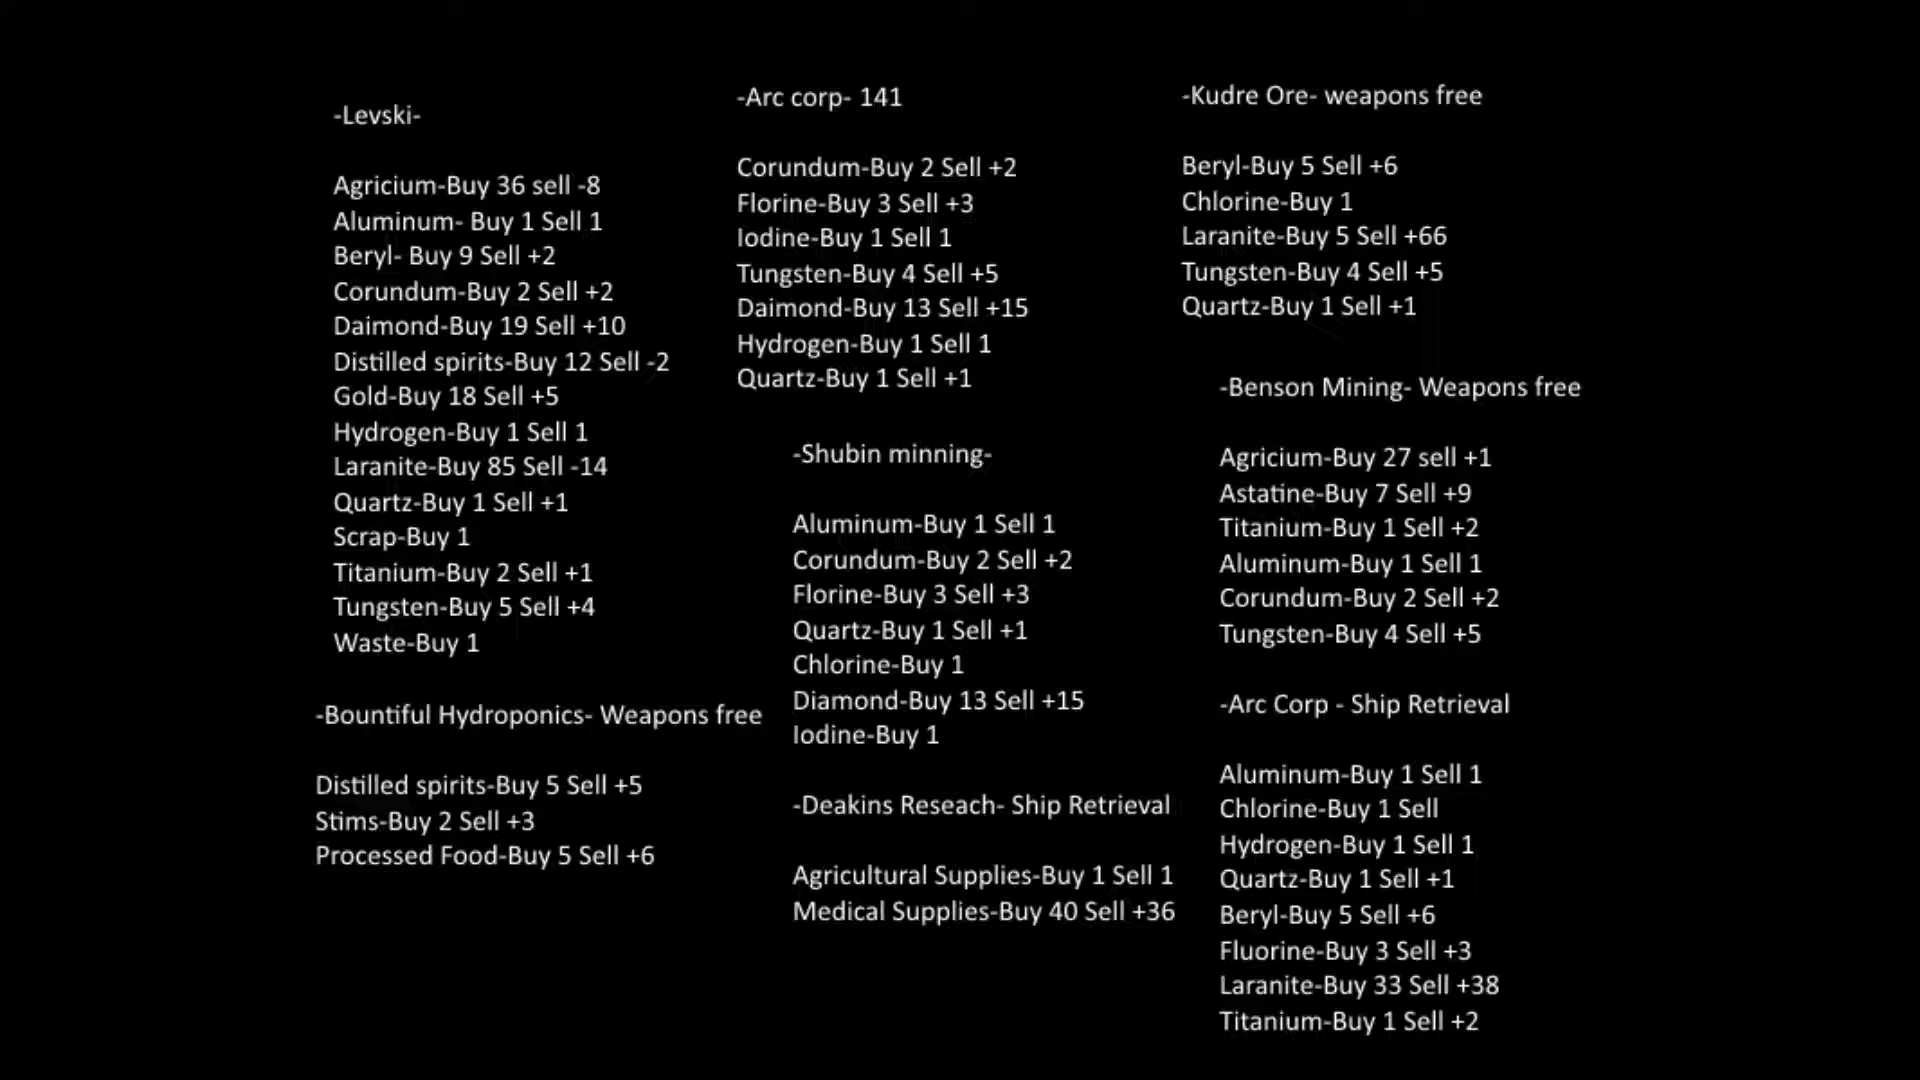 -Levski-
Agricium-Buy 36 sell -8
Aluminum- Buy 1 Sell 1
Beryl- Buy 9 Sell +2
Corundum-Buy 2 Sell +2
Daimond-Buy 19 Sell +10
Distilled spirits-Buy 12 Sell -2
Gold-Buy 18 Sell +5
Hydrogen-Buy 1 Sell 1
Laranite-Buy 85 Sell -14
Quartz-Buy 1 Sell +1
Scrap-Buy 1
Titanium-Buy 2 Sell +1
Tungsten-Buy 5 Sell +4
Waste-Buy 1
-Bountiful Hydroponics- Weapons free
Distilled spirits-Buy 5 Sell +5
Stims-Buy 2 Sell +3
Processed Food-Buy 5 Sell +6
-Arc corp- 141
Corundum-Buy 2 Sell +2
Florine-Buy 3 Sell +3
Iodine-Buy 1 Sell 1
Tungsten-Buy 4 Sell +5
Daimond-Buy 13 Sell +15
Hydrogen-Buy 1 Sell 1
Quartz-Buy 1 Sell +1
-Shubin minning-
Aluminum-Buy 1 Sell 1
Corundum-Buy 2 Sell +2
Florine-Buy 3 Sell +3
Quartz-Buy 1 Sell +1
Chlorine-Buy 1
Diamond-Buy 13 Sell +15
Iodine-Buy 1
-Deakins Reseach- Ship Retrieval
Agricultural Supplies-Buy 1 Sell 1
Medical Supplies-Buy 40 Sell +36
-Kudre Ore- weapons free
Beryl-Buy 5 Sell +6
Chlorine-Buy 1
Laranite-Buy 5 Sell +66
Tungsten-Buy 4 Sell +5
Quartz-Buy 1 Sell +1
-Benson Mining- Weapons free
Agricium-Buy 27 sell +1
Astatine-Buy 7 Sell +9
Titanium-Buy 1 Sell +2
Aluminum-Buy 1 Sell 1
Corundum-Buy 2 Sell +2
Tungsten-Buy 4 Sell +5
-Arc Corp - Ship Retrieval
Aluminum-Buy 1 Sell 1
Chlorine-Buy 1 Sell
Hydrogen-Buy 1 Sell 1
Quartz-Buy 1 Sell +1
Beryl-Buy 5 Sell +6
Fluorine-Buy 3 Sell +3
Laranite-Buy 33 Sell +38
Titanium-Buy 1 Sell +2